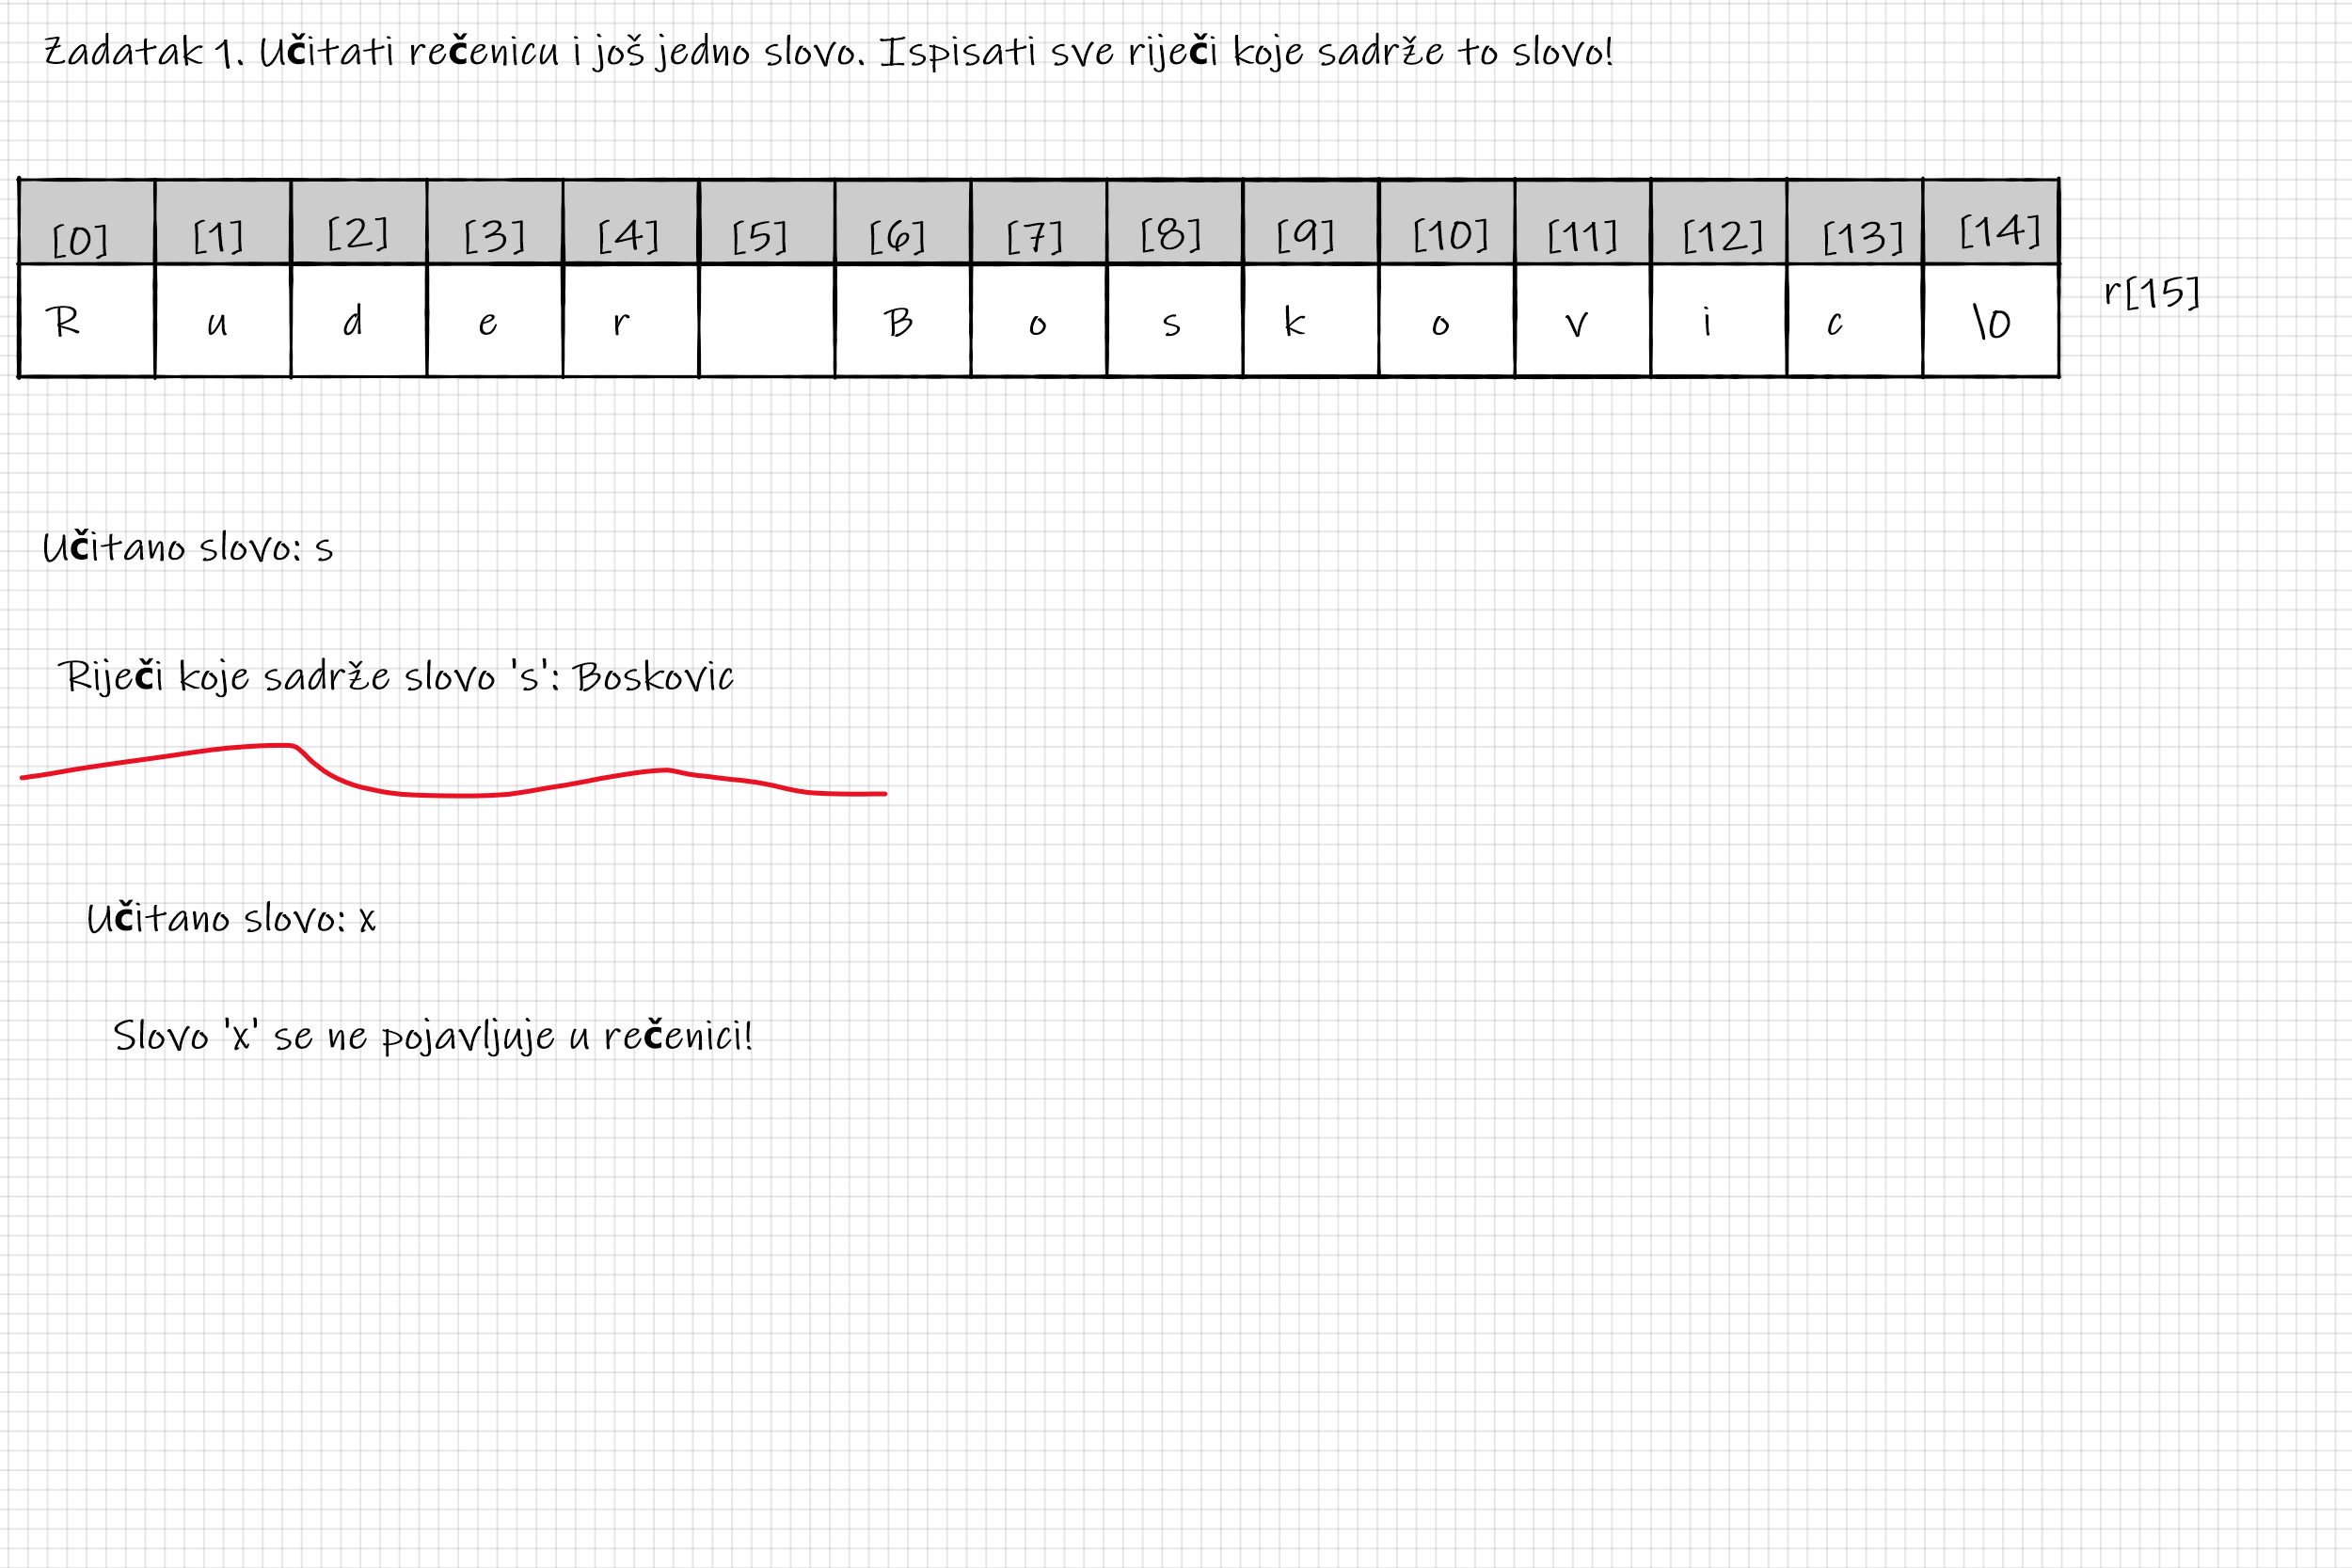 Zadatak 1. Učitati rečenicu i još jedno slovo. Ispisati sve riječi koje sadrže to slovo!
[0] [1] [2] [3] [4] [5] [6] [7] [8] [9] [10] [11] [12] [13] [14]
R u d e r B o s k o v i c \0
r[15]
Učitano slovo: s
Riječi koje sadrže slovo 's': Boskovic
Učitano slovo: x
Slovo 'x' se ne pojavljuje u rečenici!